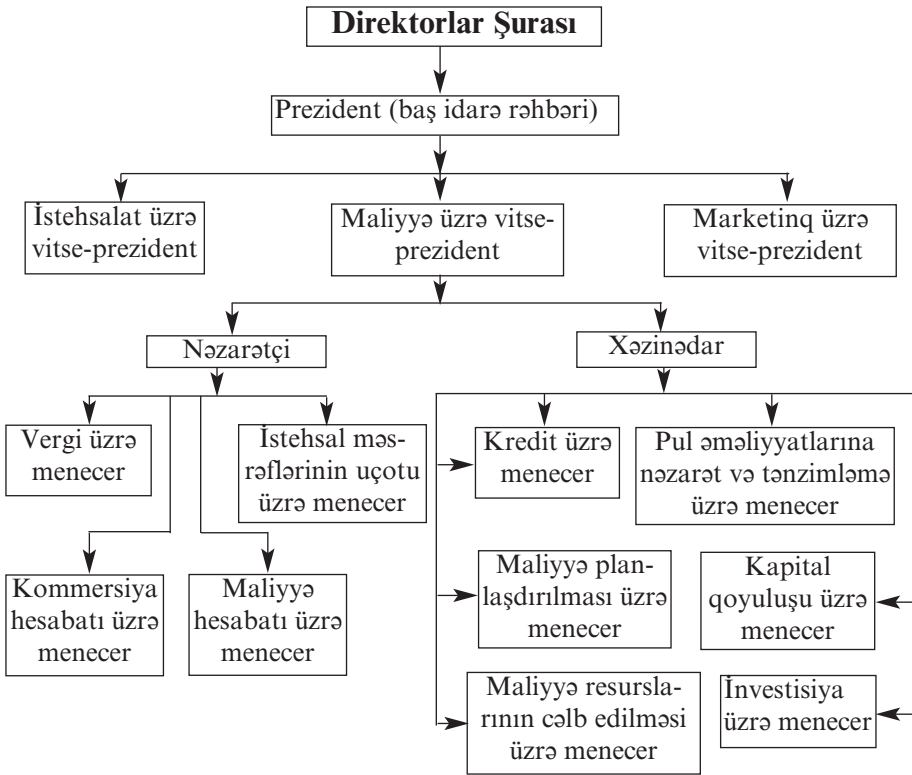 Direktorlar Şurası
Prezident (baş idarə rəhbəri)
İstehsalat üzrə
vitse-prezident
Maliyyə üzrə vitse-
prezident
Marketinq üzrə
vitse-prezident
Nəzarətçi
Xəzinədar
Vergi üzrə
menecer
İstehsal məs-
rəflərinin uçotu
üzrə menecer
Kredit üzrə
menecer
Pul əməliyyatlarına
nəzarət və tənzimləmə
üzrə menecer
Kommersiya
hesabatı üzrə
menecer
Maliyyə
hesabatı üzrə
menecer
Maliyyə plan-
laşdırılması üzrə
menecer
Kapital
qoyuluşu üzrə
menecer
Maliyyə resursla-
rının cəlb edilməsi
üzrə menecer
İnvestisiya
üzrə menecer